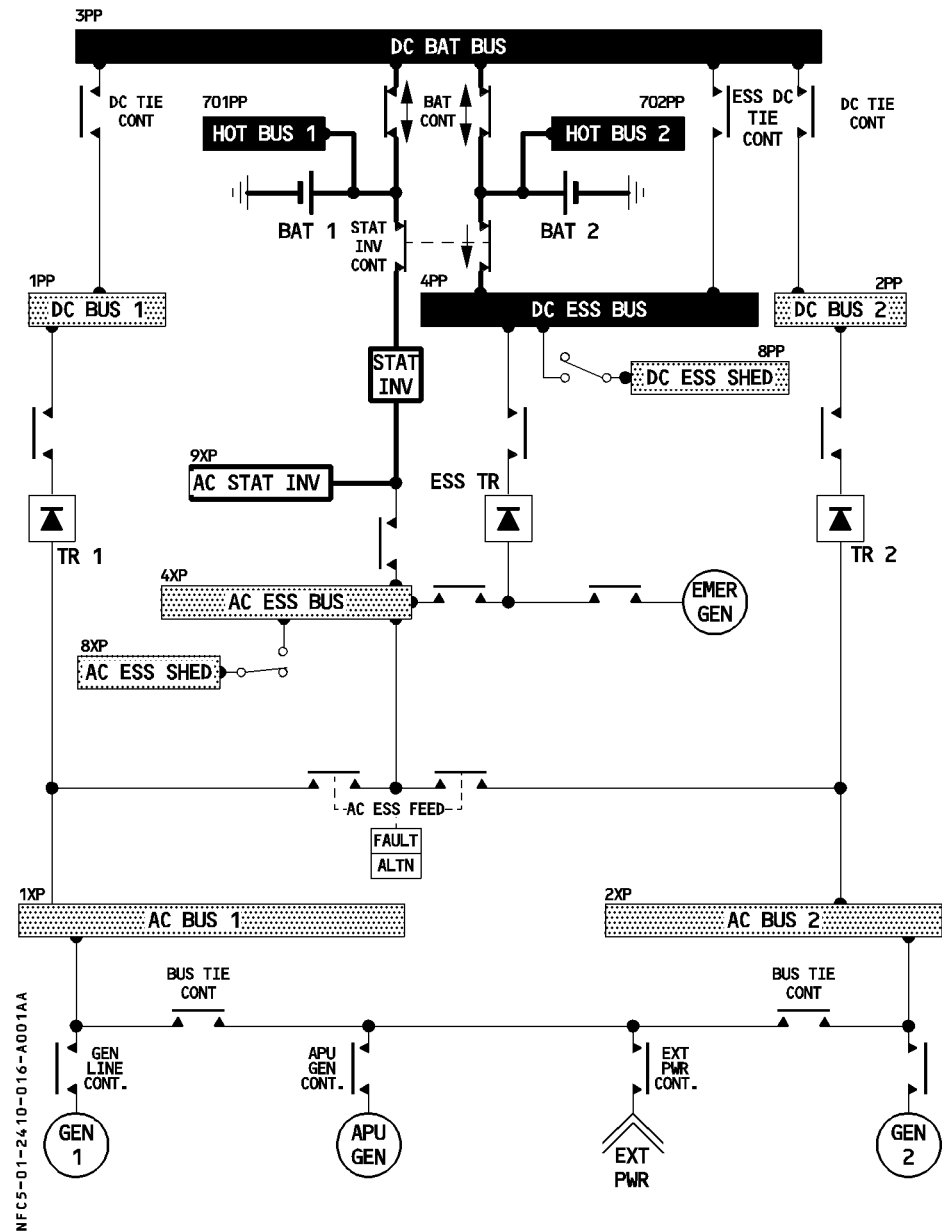 3PP
DC BAT BUS
DC TIE
CONT
701PP
HOT BUS 1
BAT
CONT
702PP
HOT BUS 2
ESS DC
TIE
CONT
DC TIE
CONT
BAT 1
STAT
INV
CONT
BAT 2
1PP
DC BUS 1
4PP
DC ESS BUS
2PP
DC BUS 2
8PP
DC ESS SHED
STAT
INV
9XP
AC STAT INV
ESS TR
TR 1
TR 2
4XP
AC ESS BUS
EMER
GEN
8XP
AC ESS SHED
AC ESS FEED
FAULT
ALTN
1XP
AC BUS 1
2XP
AC BUS 2
BUS TIE
CONT
BUS TIE
CONT
GEN
LINE
CONT.
APU
GEN
CONT.
EXT
PWR
CONT.
GEN
1
APU
GEN
EXT
PWR
GEN
2
NFC5-01-2410-016-A001AA